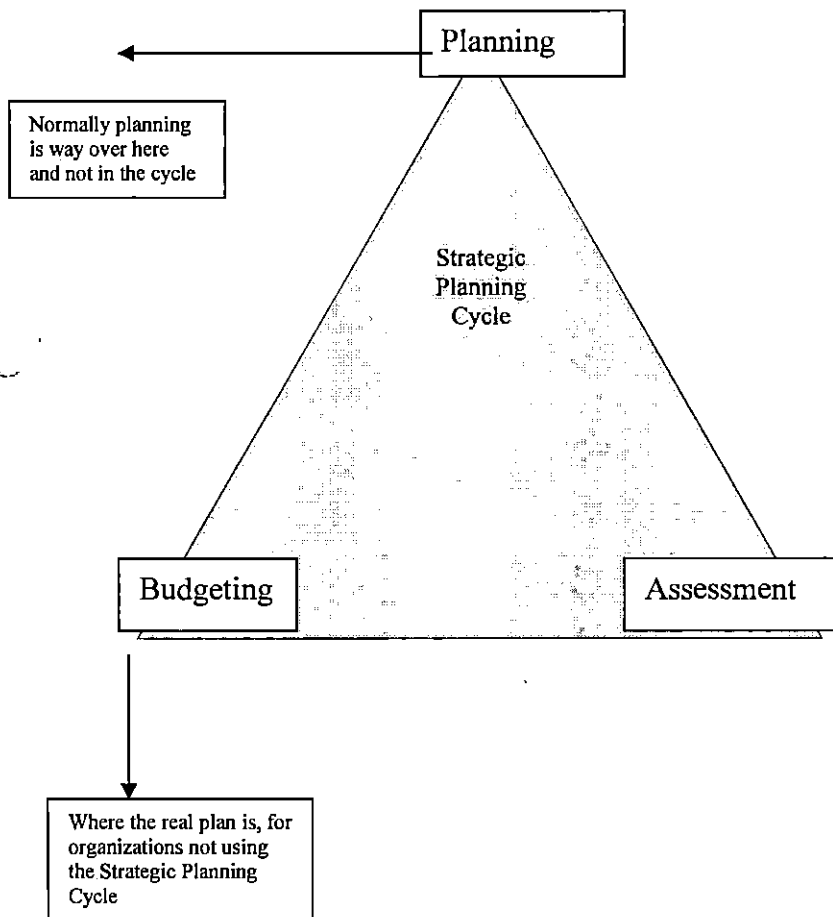 Planning
Normally planning
is way over here
and not in the cycle
Strategic
Planning
Cycle
Budgeting
Assessment
Where the real plan is, for
organizations not using
the Strategic Planning
Cycle